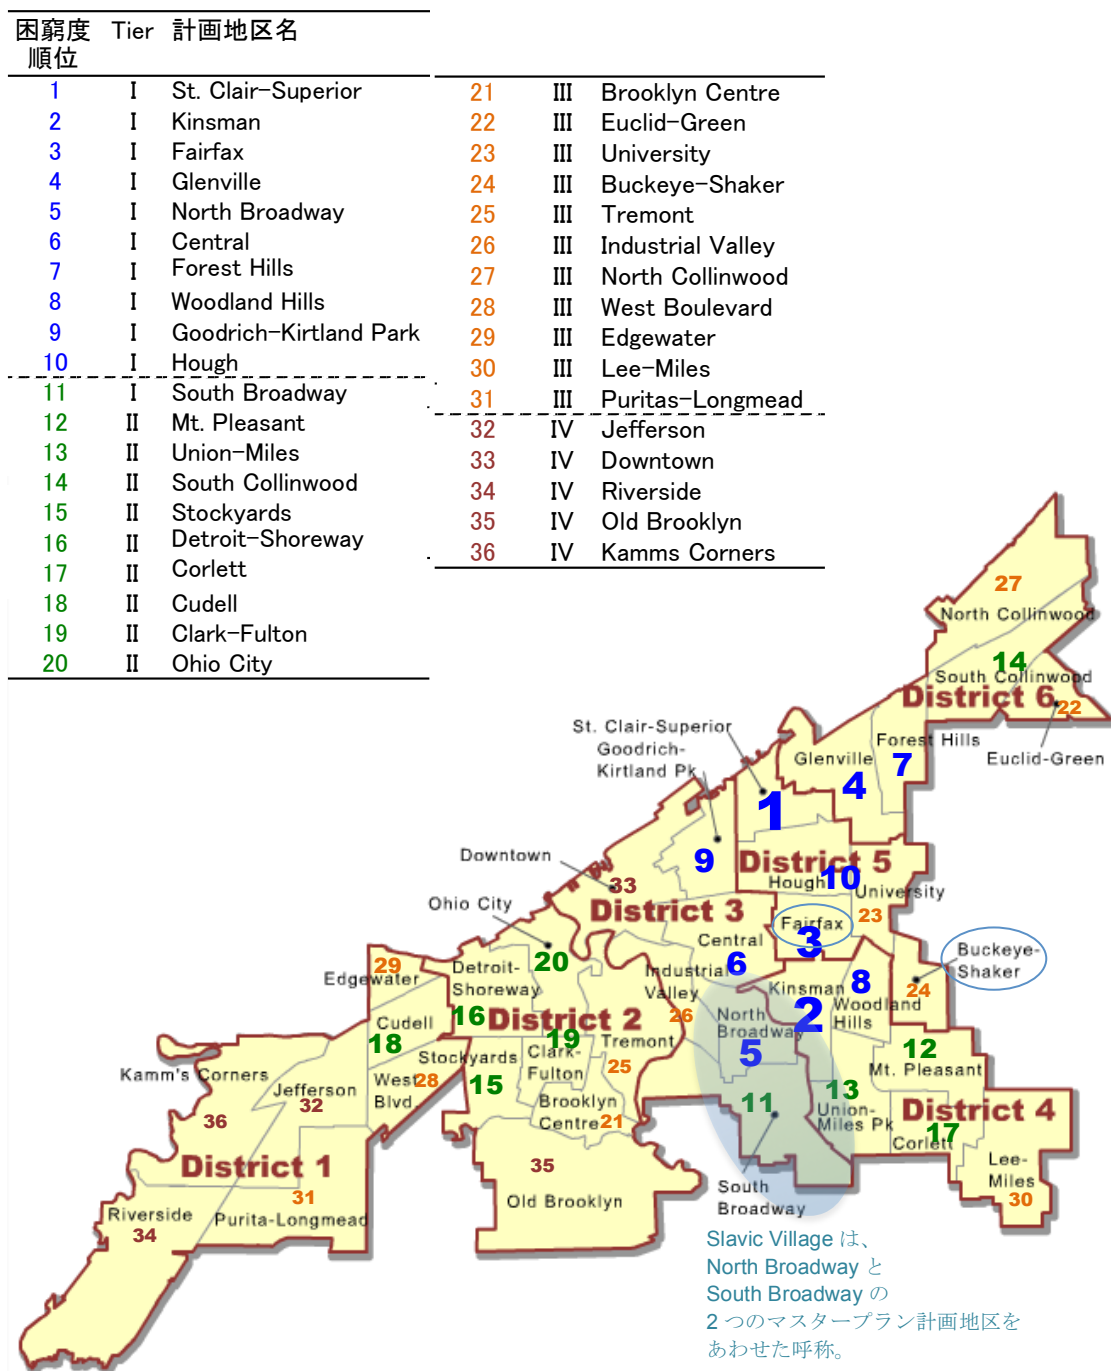 困窮度 Tier 計画地区名
順位
1 I St. Clair-Superior
2 I Kinsman
3 I Fairfax
4 I Glenville
5 I North Broadway
6 I Central
7 I Forest Hills
8 I Woodland Hills
9 I Goodrich-Kirtland Park
10 I Hough
11 I South Broadway
12 II Mt. Pleasant
13 II Union-Miles
14 II South Collinwood
15 II Stockyards
16 II Detroit-Shoreway
17 II Corlett
18 II Cudell
19 II Clark-Fulton
20 II Ohio City
21 III Brooklyn Centre
22 III Euclid-Green
23 III University
24 III Buckeye-Shaker
25 III Tremont
26 III Industrial Valley
27 III North Collinwood
28 III West Boulevard
29 III Edgewater
30 III Lee-Miles
31 III Puritas-Longmead
32 IV Jefferson
33 IV Downtown
34 IV Riverside
35 IV Old Brooklyn
36 IV Kamms Corners
27
North Collinwood
14
South Collinwood
District 6
22
Euclid-Green
St. Clair-Superior
Goodrich-
Kirtland Pk
Forest Hills
Glenville
7
4
1
Downtown
9
District 5
Hough
10
University
33
Ohio City
District 3
23
Fairfax
3
Central
Buckeye-
Shaker
20
6
8
24
Edgewater
29
Detroit-
Shoreway
Industrial
Valley
Kinsman
2
Woodland
Hills
16
District 2
26
North
Broadway
5
Cudell
18
19
Tremont
12
Mt. Pleasant
Stockyards
15
Clark-
Fulton
25
Kamm's Corners
West
Blvd
28
Jefferson
32
36
Brooklyn
Centre
21
11
13
Union-
Miles Pk
District 4
17
Corlett
District 1
35
Old Brooklyn
Lee-
Miles
30
31
Purita-Longmead
Riverside
34
South
Broadway
Slavic Village は、
North Broadway と
South Broadway の
2 つのマスタープラン計画地区を
あわせた呼称。